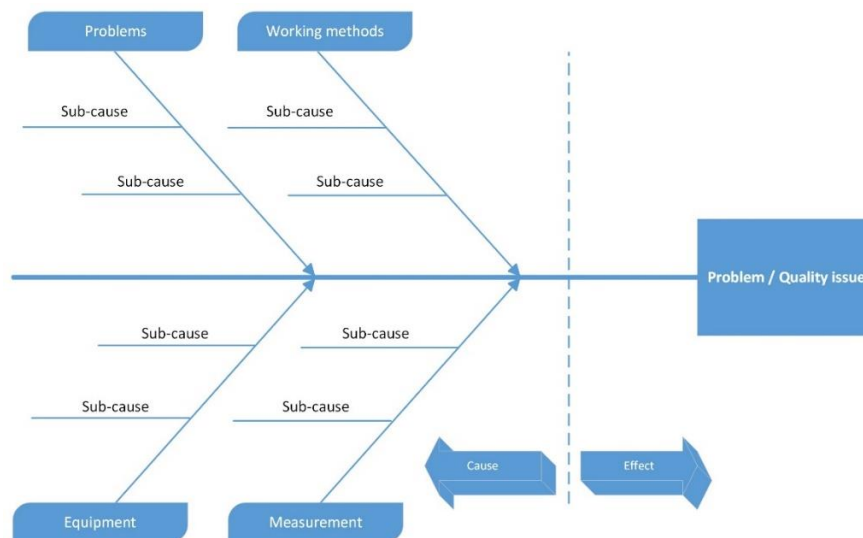 Problems
Working methods
Sub-cause
Sub-cause
Sub-cause
Sub-cause
Problem / Quality issue
Sub-cause
Sub-cause
Sub-cause
Sub-cause
Cause
Effect
Equipment
Measurement